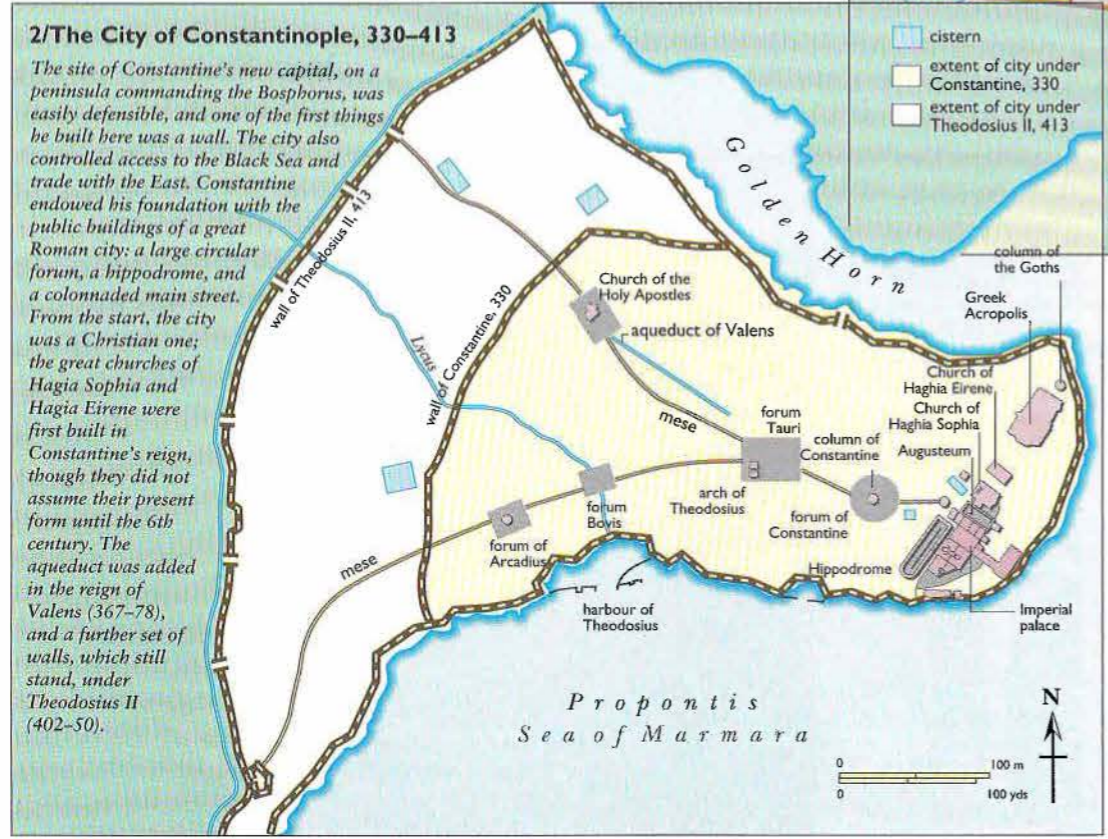 2/The City of Constantinople, 330–413
The site of Constantine's new capital, on a
peninsula commanding the Bosphorus, was
easily defensible, and one of the first things
he built here was a wall. The city also
controlled access to the Black Sea and
trade with the East. Constantine
endowed his foundation with the
public buildings of a great
Roman city: a large circular
forum, a hippodrome, and
a colonnaded main street.
From the start, the city
was a Christian one;
the great churches of
Hagia Sophia and
Hagia Eirene were
first built in
Constantine's reign,
though they did not
assume their present
form until the 6th
century. The
aqueduct was added
in the reign of
Valens (367–78),
and a further set of
walls, which still
stand, under
Theodosius II
(402–50).
cistern
extent of city under
Constantine, 330
extent of city under
Theodosius II, 413
Golden Horn
column of
the Goths
Greek
Acropolis
wall of Theodosius II, 413
wall of Constantine, 330
Lycus
Church of the
Holy Apostles
aqueduct of Valens
mese
forum
Tauri
column of
Constantine
Church of
Haghia Eirene
Church of
Haghia Sophia
Augusteum
arch of
Theodosius
forum of
Constantine
forum
Bovis
forum of
Arcadius
mese
Hippodrome
harbour of
Theodosius
Imperial
palace
Propontis
Sea of Marmara
N
0 100 m
0 100 yds